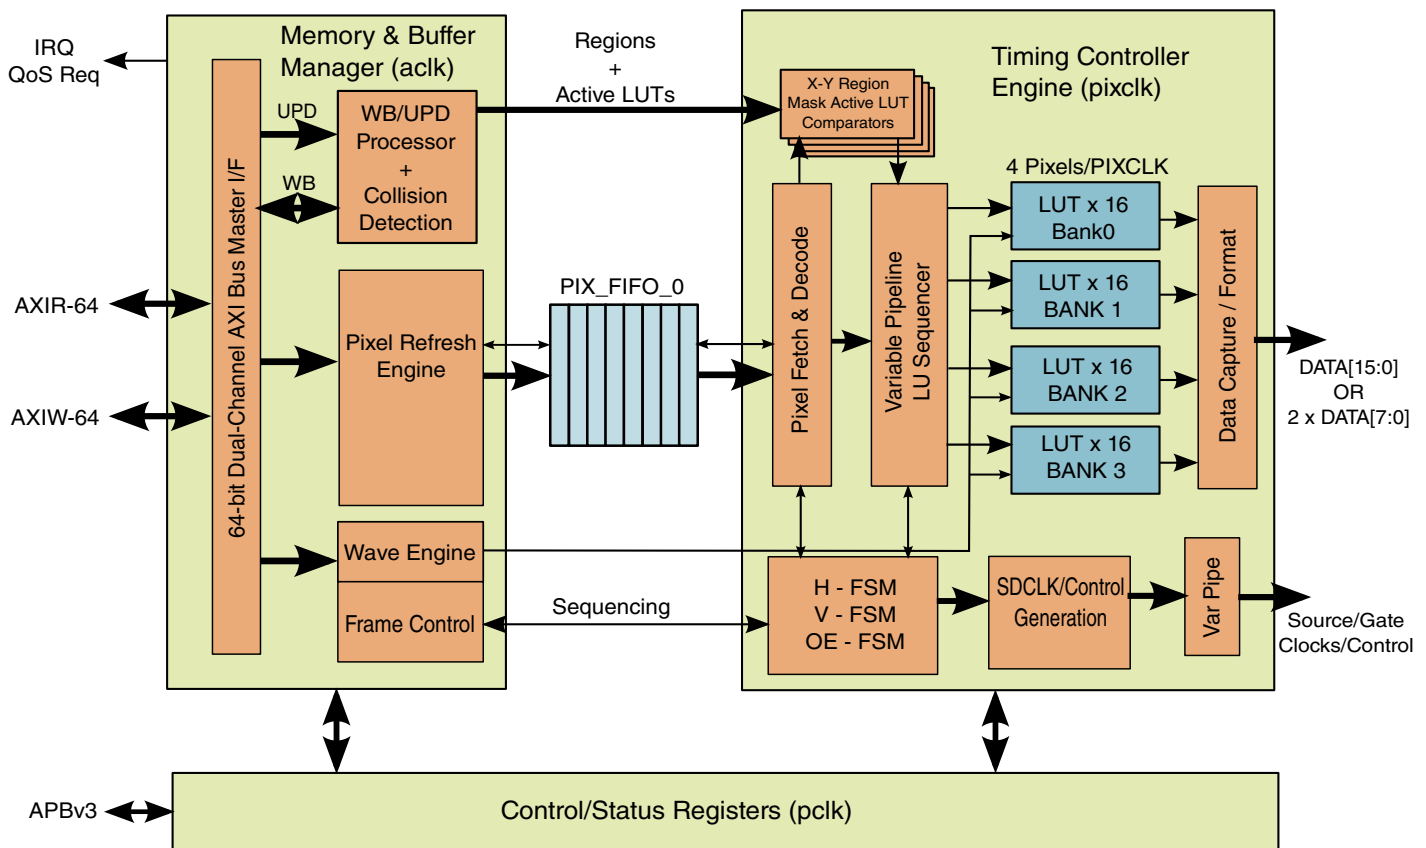 IRQ
QoS Req
Memory & Buffer
Manager (aclk)
64-bit Dual-Channel AXI Bus Master I/F
UPD
WB
WB/UPD
Processor
+
Collision
Detection
Regions
+
Active LUTs
Timing Controller
Engine (pixclk)
X-Y Region
Mask Active LUT
Comparators
4 Pixels/PIXCLK
LUT x 16
Bank0
LUT x 16
BANK 1
LUT x 16
BANK 2
LUT x 16
BANK 3
AXIR-64
AXIW-64
Pixel Refresh
Engine
PIX_FIFO_0
Pixel Fetch & Decode
Variable Pipeline
LU Sequencer
Data Capture / Format
DATA[15:0]
OR
2 x DATA[7:0]
Wave Engine
Frame Control
Sequencing
H - FSM
V - FSM
OE - FSM
SDCLK/Control
Generation
Var Pipe
Source/Gate
Clocks/Control
APBv3
Control/Status Registers (pclk)